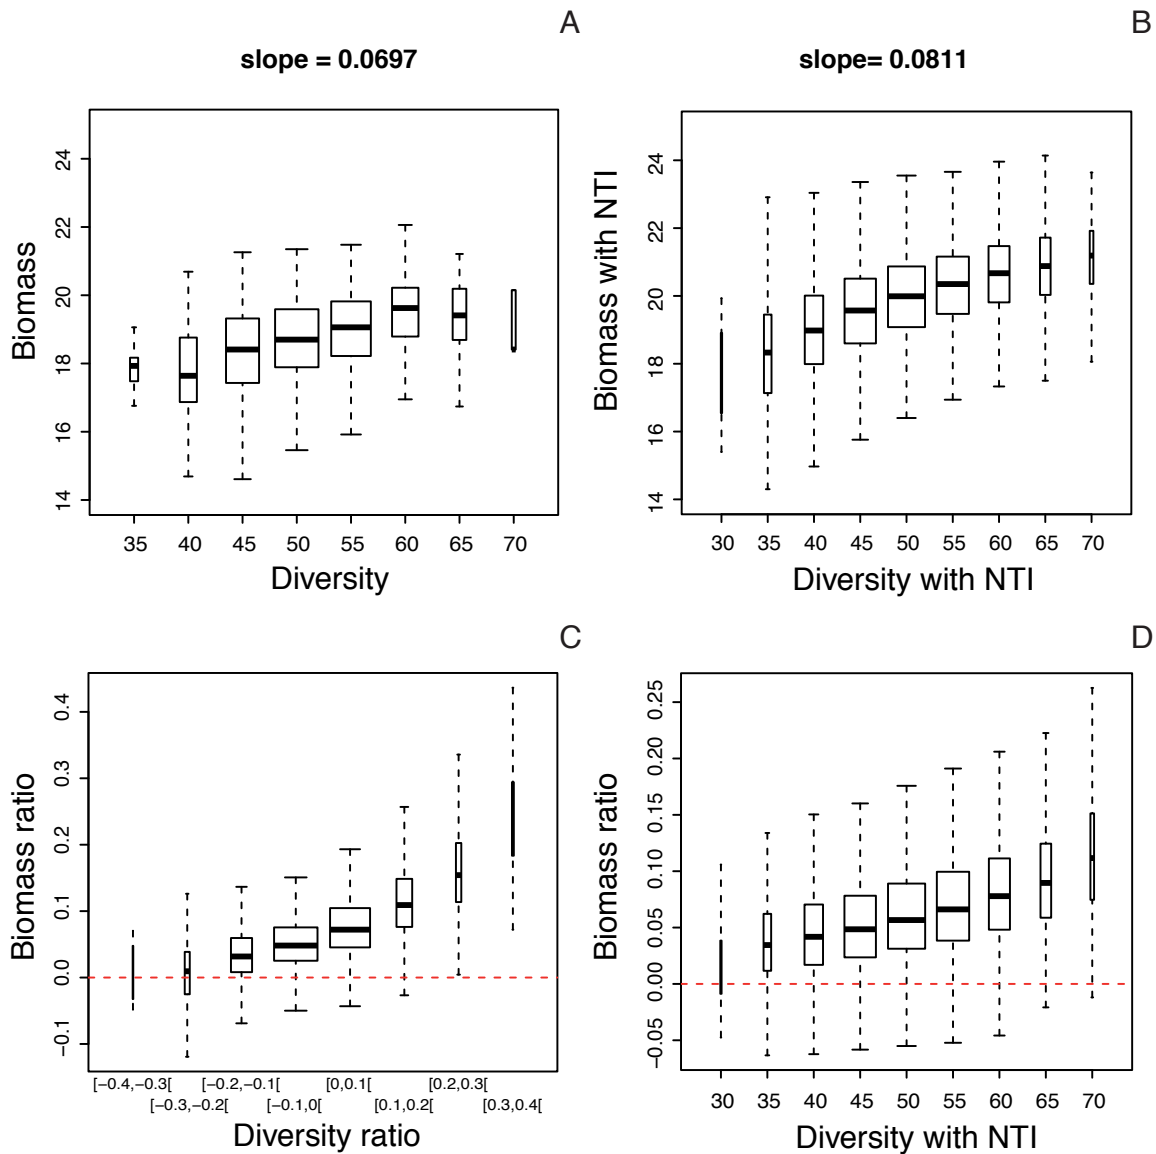 A
slope = 0.0697
Biomass
14 16 18 20 22 24
35 40 45 50 55 60 65 70
Diversity
B
slope= 0.0811
Biomass with NTI
14 16 18 20 22 24
30 35 40 45 50 55 60 65 70
Diversity with NTI
C
Biomass ratio
−0.1 0.0 0.1 0.2 0.3 0.4
[−0.4,−0.3[ [−0.2,−0.1[ [0,0.1[ [0.2,0.3[
[−0.3,−0.2[ [−0.1,0[ [0.1,0.2[ [0.3,0.4[
Diversity ratio
D
Biomass ratio
−0.05 0.00 0.05 0.10 0.15 0.20 0.25
30 35 40 45 50 55 60 65 70
Diversity with NTI